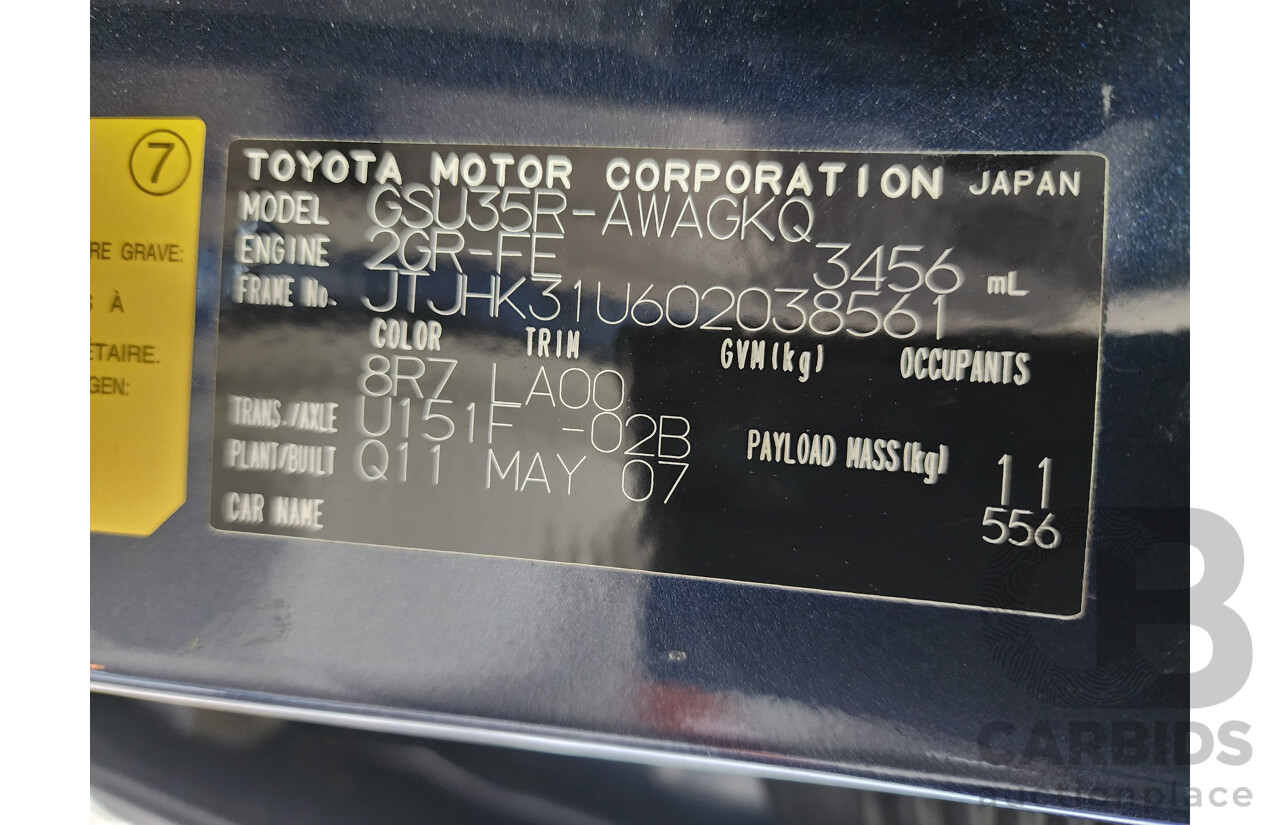 7
RE GRAVE:
S À
ETAIRE.
GEN:
TOYOTA MOTOR CORPORATION JAPAN
MODEL GSU35R-AWAGKQ
ENGINE 2GR-FE 3456 mL
FRAME No. JTJHK31U602038561
COLOR TRIM GVM(kg) OCCUPANTS
8R7 LA00
TRANS./AXLE U151F -02B
PLANT/BUILT Q11 MAY 07 PAYLOAD MASS(kg) 11
CAR NAME 556
CARBIDS
auctionplace